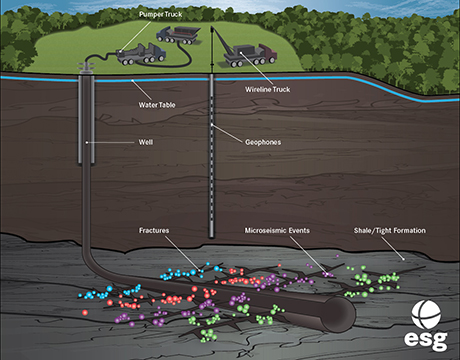 Pumper Truck
Wireline Truck
Water Table
Well
Geophones
Fractures
Microseismic Events
Shale/Tight Formation
esg